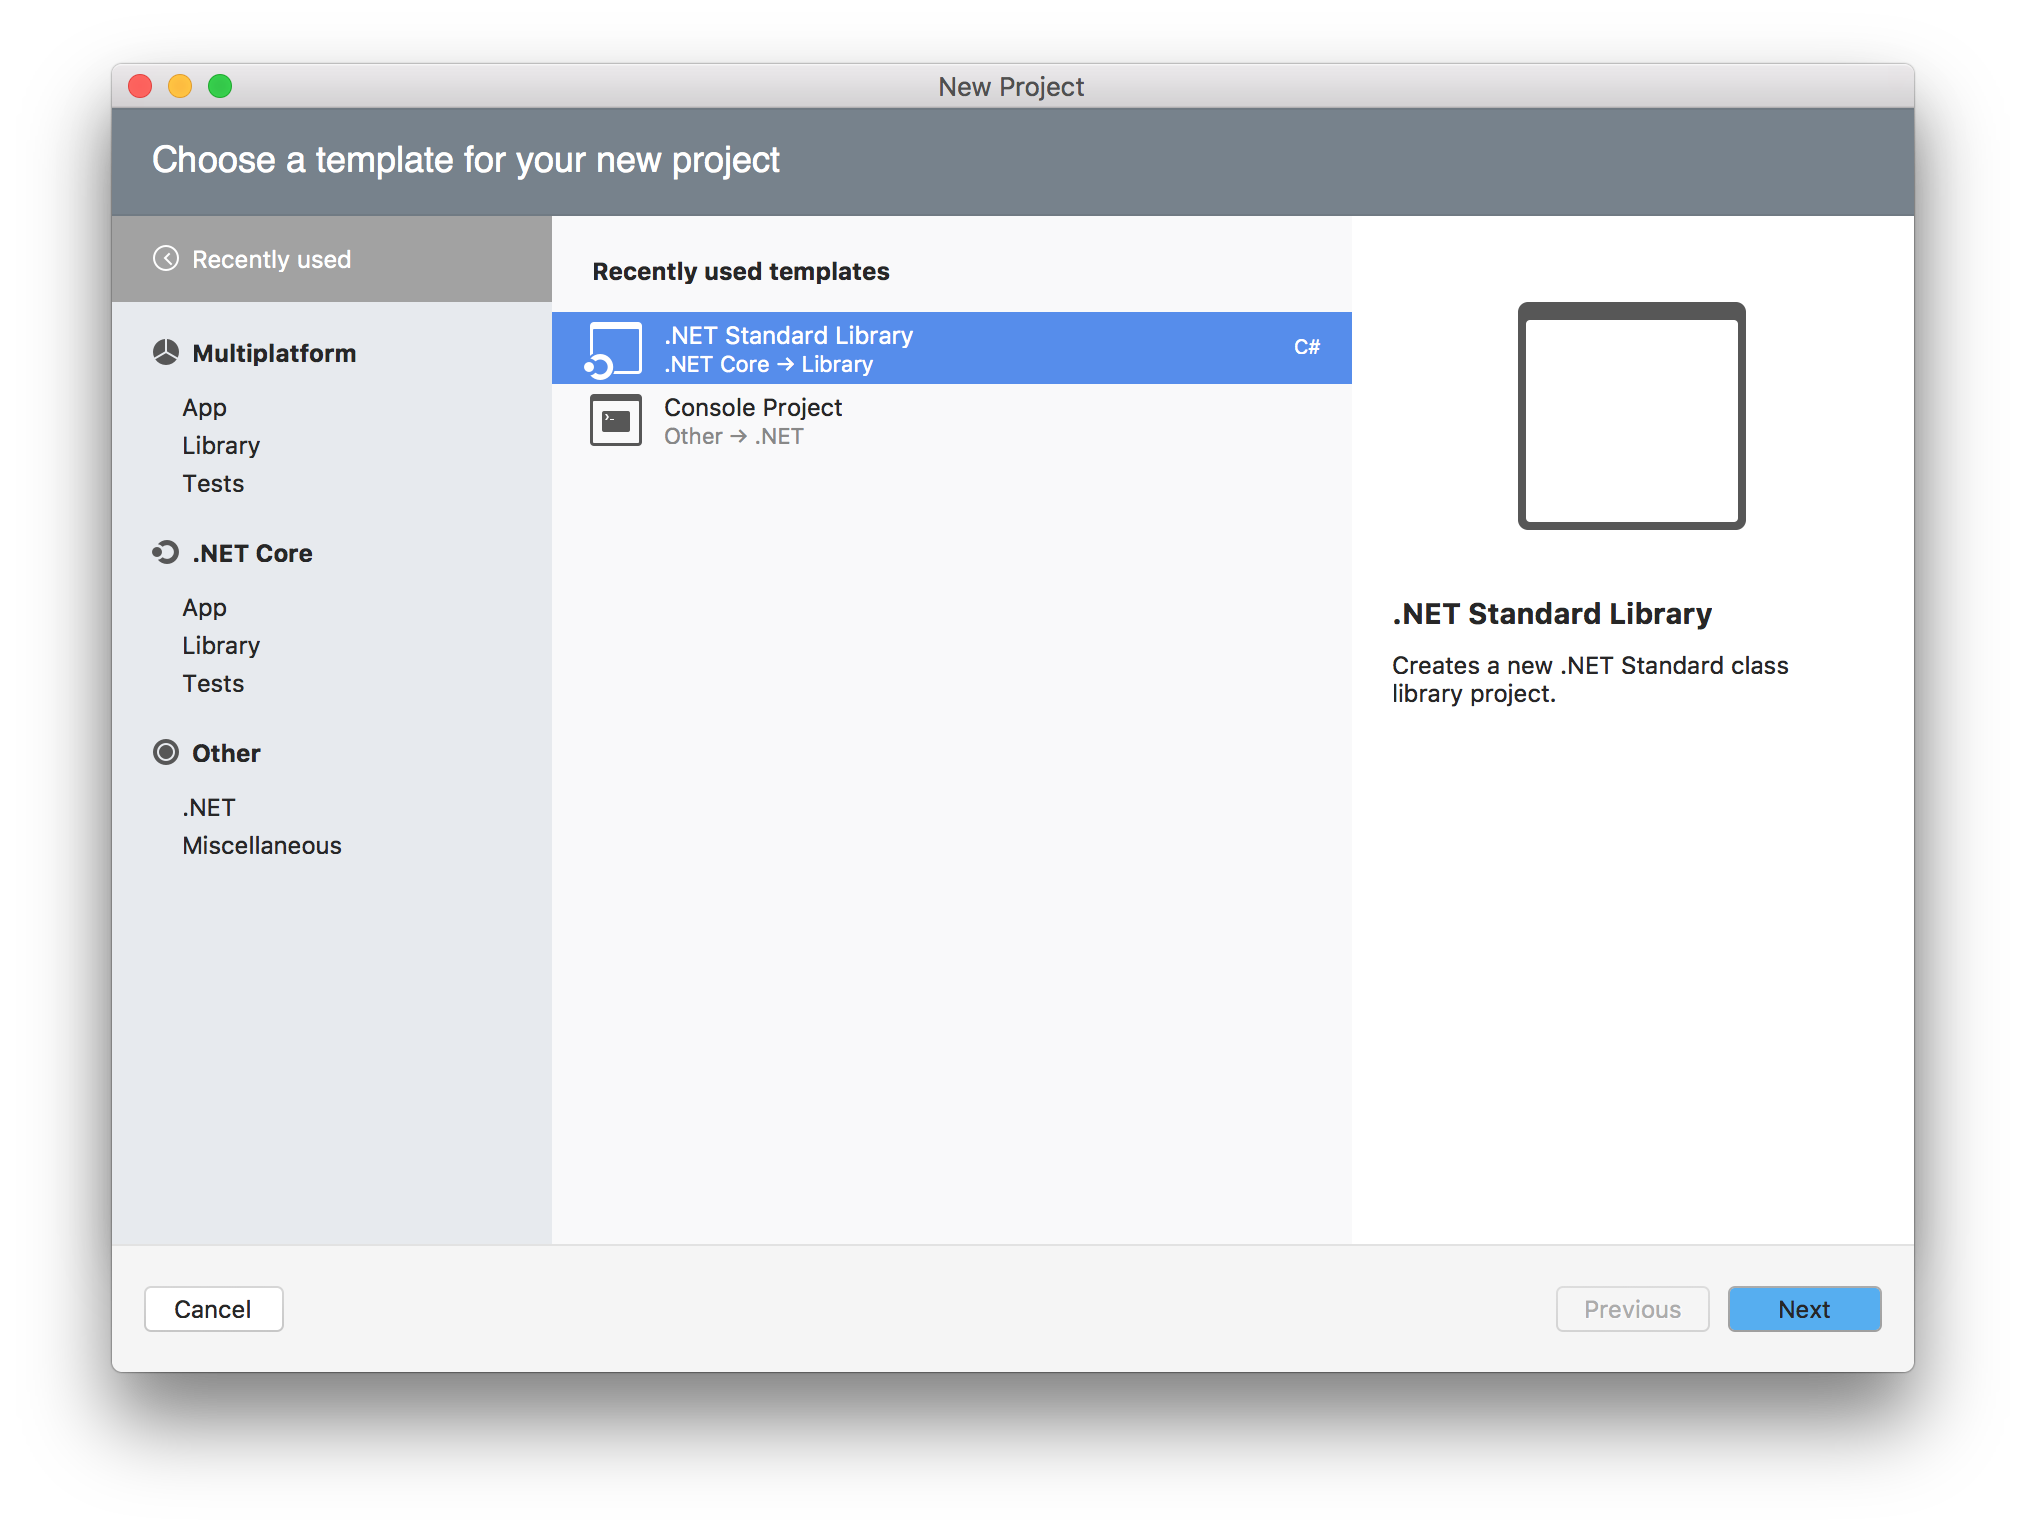 New Project
Choose a template for your new project
Recently used
Multiplatform
App
Library
Tests
.NET Core
App
Library
Tests
Other
.NET
Miscellaneous
Recently used templates
.NET Standard Library
.NET Core → Library
C#
Console Project
Other → .NET
.NET Standard Library
Creates a new .NET Standard class
library project.
Cancel
Previous
Next